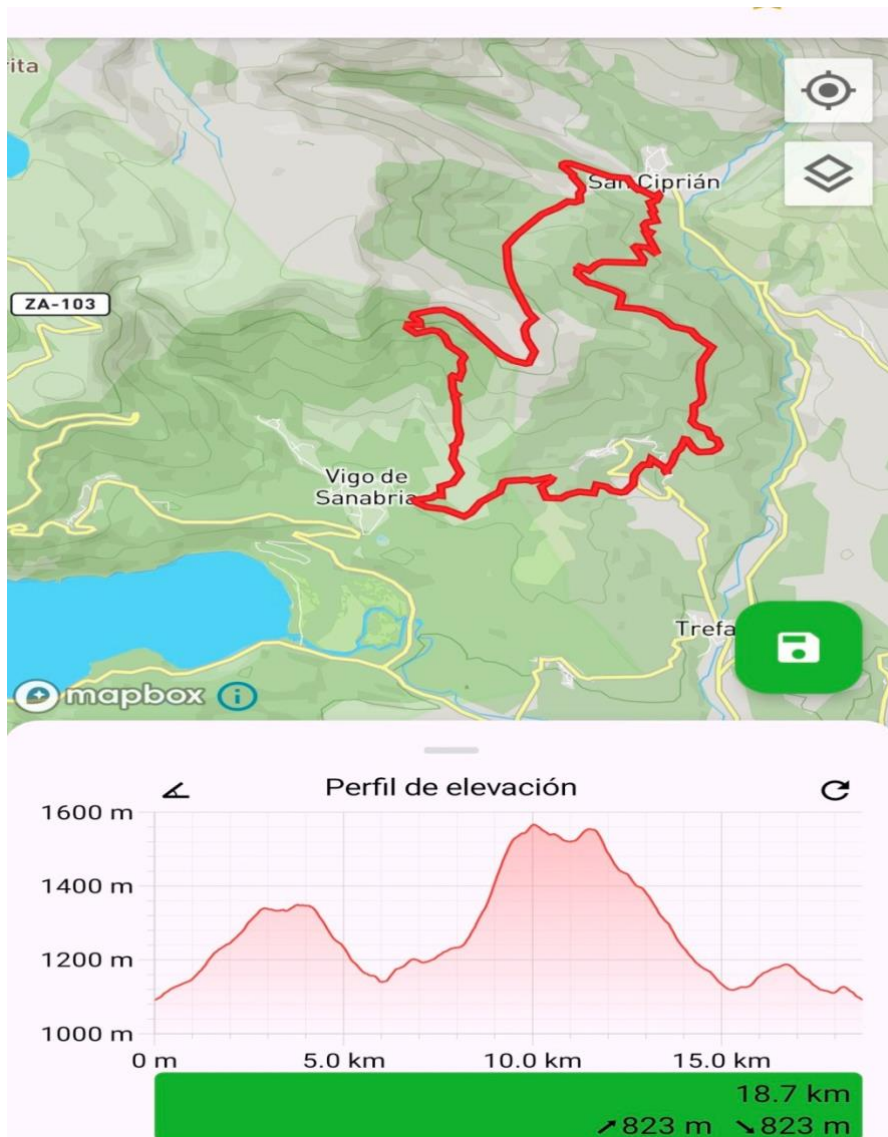 rita
San Ciprián
ZA-103
Vigo de
Sanabria
Trefa
mapbox
Perfil de elevación
1600 m
1400 m
1200 m
1000 m
0 m 5.0 km 10.0 km 15.0 km
18.7 km
↗823 m ↘823 m